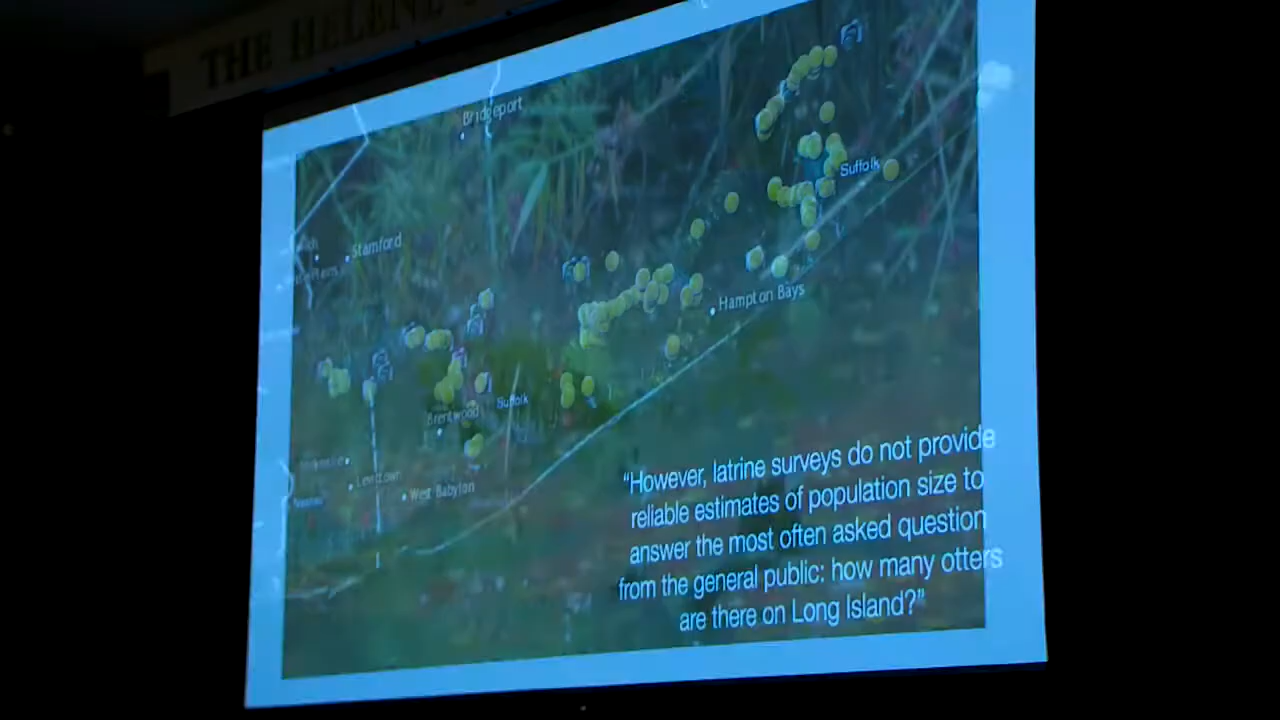 THE HELENE
Bridgeport
Stamford
Suffolk
Hampton Bays
Suffolk
Brentwood
Levittown
West Babylon
Nassau
“However, latrine surveys do not provide
reliable estimates of population size to
answer the most often asked question
from the general public: how many otters
are there on Long Island?”